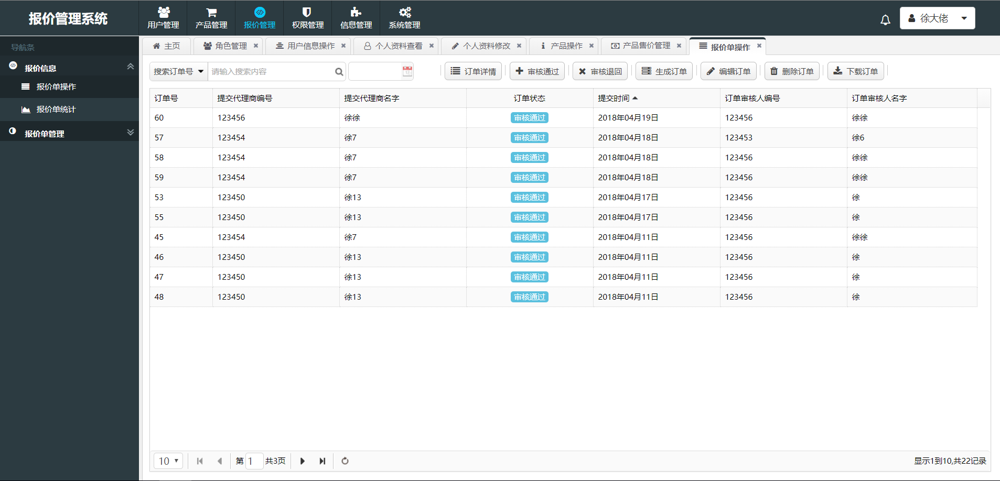 报价管理系统
用户管理 产品管理 报价管理 权限管理 信息管理 系统管理
徐大佬
导航条
报价信息
报价单操作
报价单统计
报价单管理
主页 角色管理 用户信息操作 个人资料查看 个人资料修改 产品操作 产品售价管理 报价单操作
搜索订单号 请输入搜索内容 订单详情 审核通过 审核退回 生成订单 编辑订单 删除订单 下载订单
订单号 提交代理商编号 提交代理商名字 订单状态 提交时间 订单审核人编号 订单审核人名字
60 123456 徐徐 审核通过 2018年04月19日 123456 徐徐
57 123454 徐7 审核通过 2018年04月18日 123453 徐6
58 123454 徐7 审核通过 2018年04月18日 123456 徐徐
59 123454 徐7 审核通过 2018年04月18日 123456 徐徐
53 123450 徐13 审核通过 2018年04月17日 123456 徐
55 123450 徐13 审核通过 2018年04月17日 123456 徐
45 123454 徐7 审核通过 2018年04月11日 123456 徐徐
46 123450 徐13 审核通过 2018年04月11日 123456 徐
47 123450 徐13 审核通过 2018年04月11日 123456 徐
48 123450 徐13 审核通过 2018年04月11日 123456 徐
10 第 1 共3页 显示1到10,共22记录